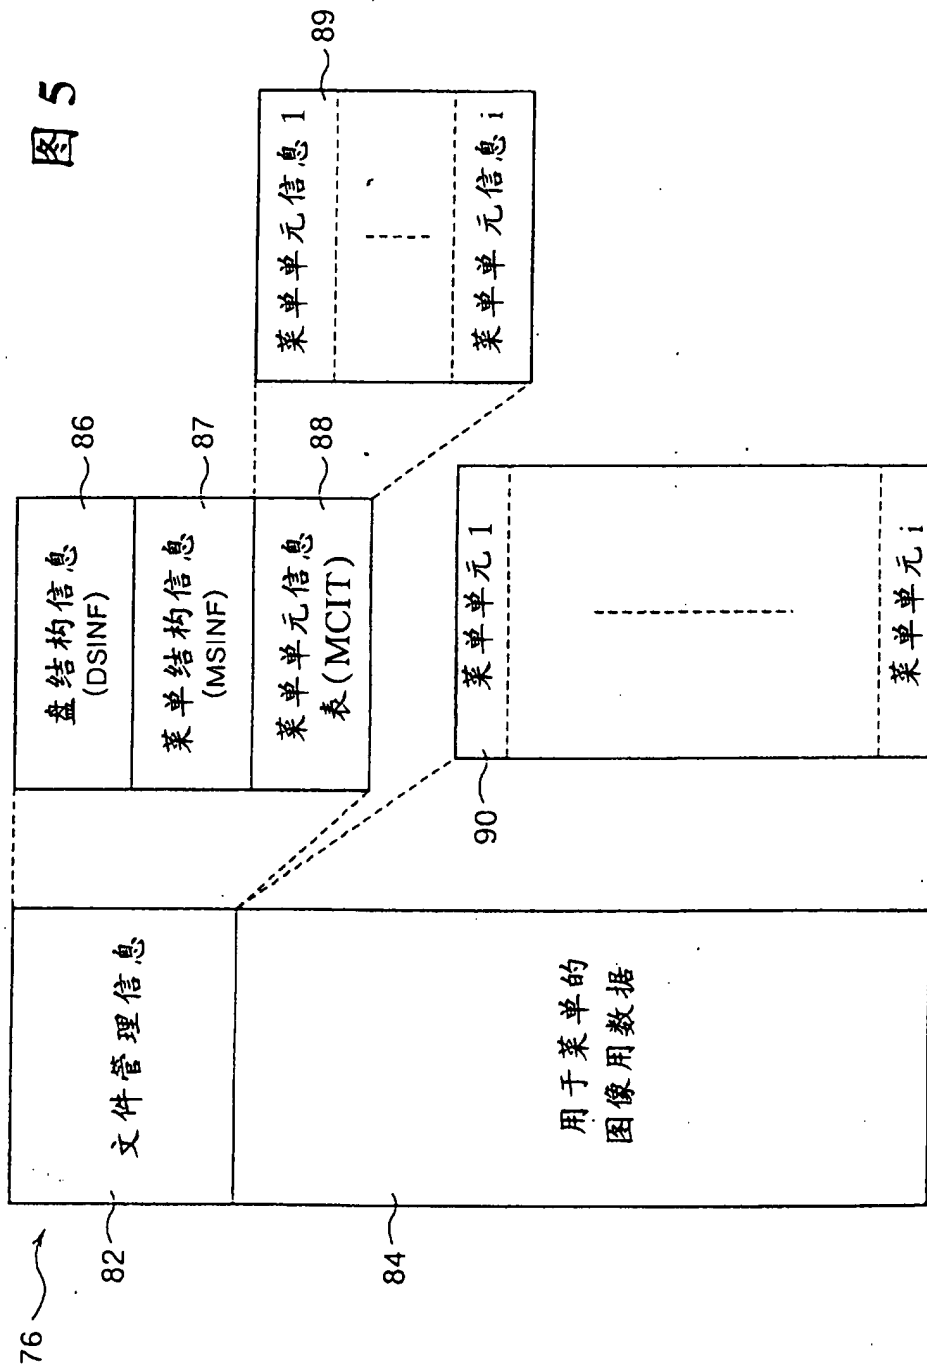 图5
76
82
文件管理信息
84
用于菜单的
图像用数据
盘结构信息
(DSINF)
86
菜单结构信息
(MSINF)
87
菜单单元信息
表(MCIT)
88
菜单单元信息1
89
菜单单元信息i
90
菜单单元1
菜单单元i